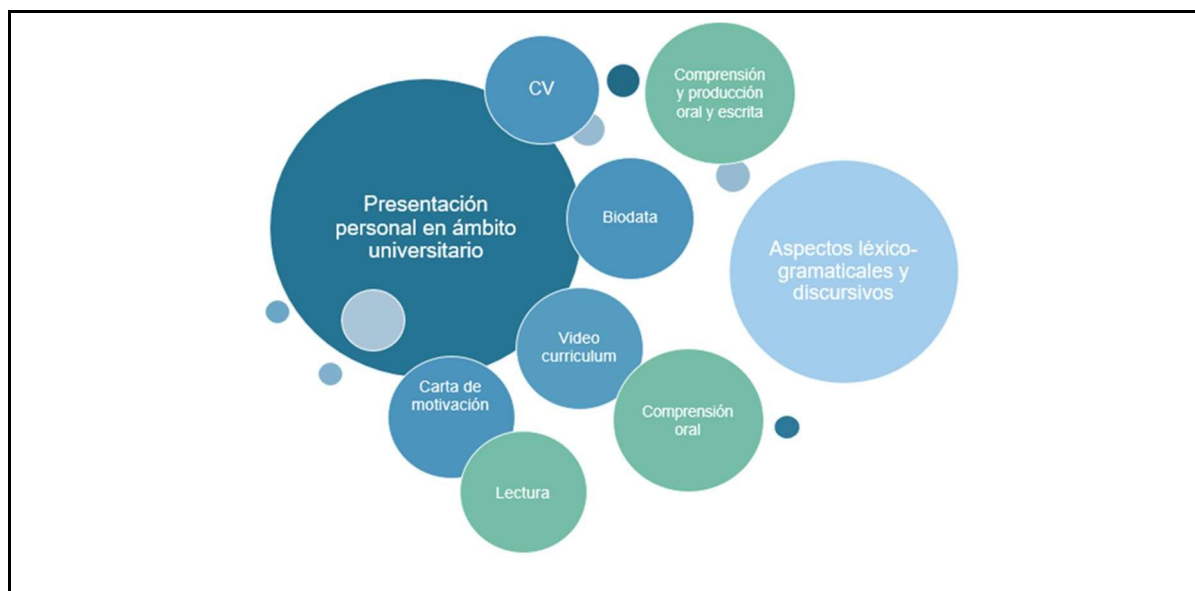 CV
Comprensión
y producción
oral y escrita
Presentación
personal en ámbito
universitario
Biodata
Aspectos léxico-
gramaticales y
discursivos
Video
curriculum
Carta de
motivación
Comprensión
oral
Lectura